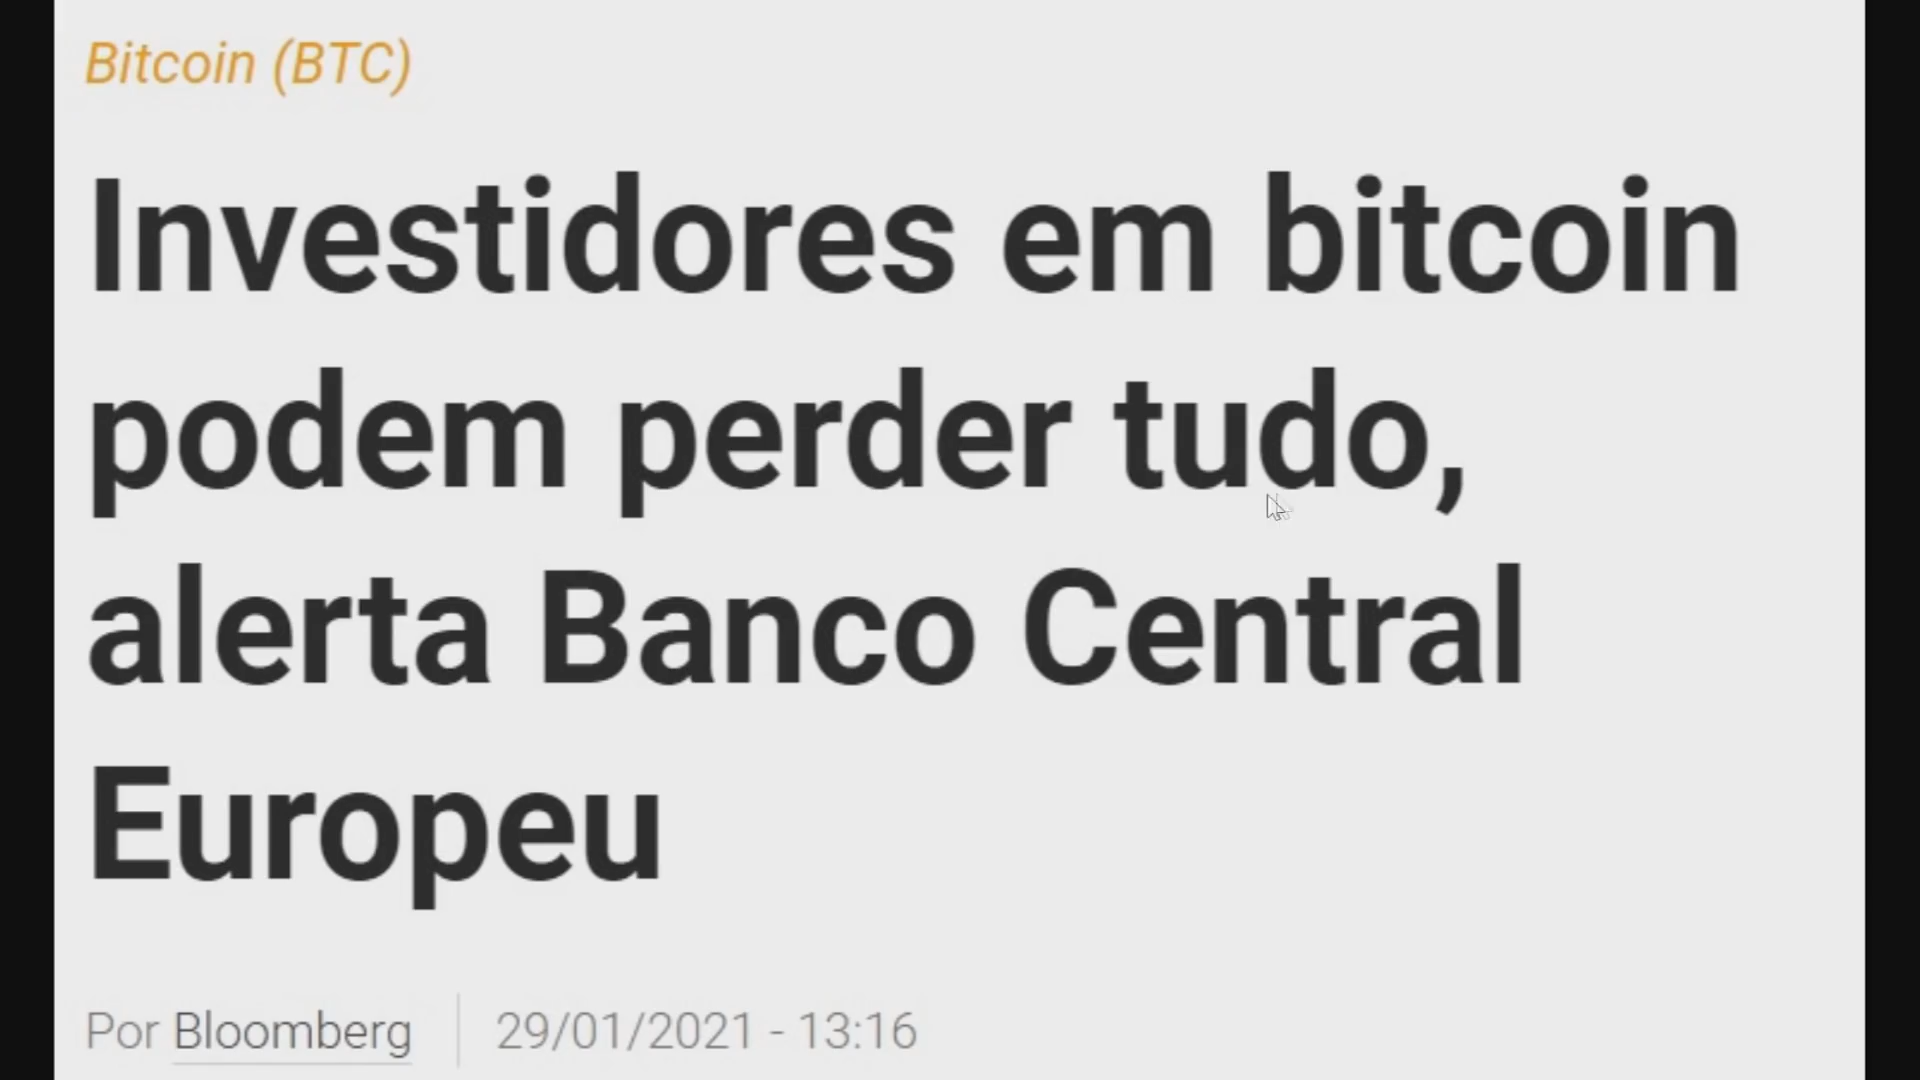 Bitcoin (BTC)
Investidores em bitcoin
podem perder tudo,
alerta Banco Central
Europeu
Por Bloomberg
29/01/2021 - 13:16